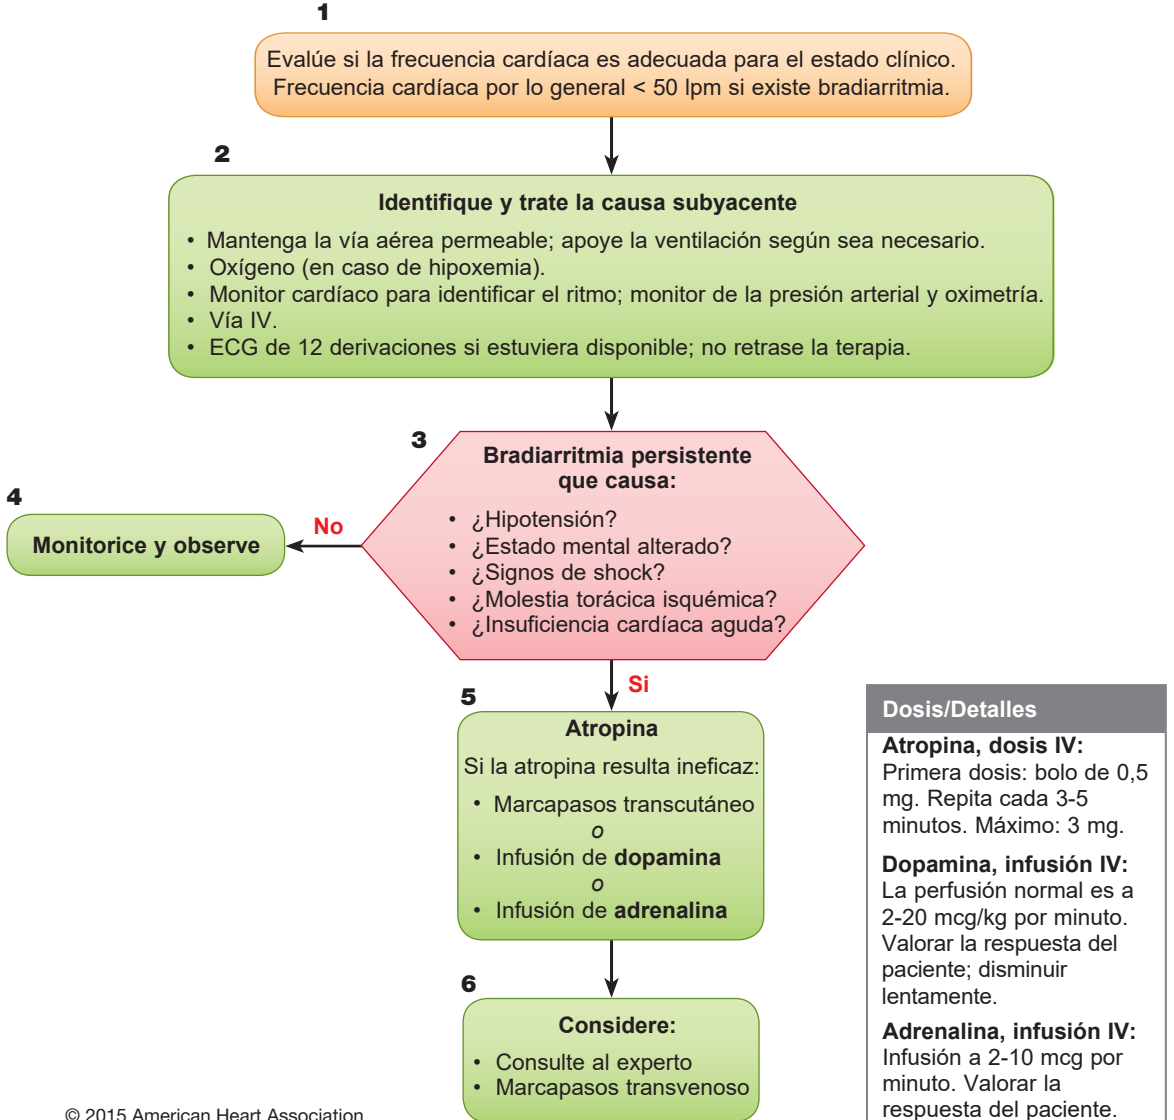 1
Evalúe si la frecuencia cardíaca es adecuada para el estado clínico.
Frecuencia cardíaca por lo general < 50 lpm si existe bradiarritmia.
2
Identifique y trate la causa subyacente
• Mantenga la vía aérea permeable; apoye la ventilación según sea necesario.
• Oxígeno (en caso de hipoxemia).
• Monitor cardíaco para identificar el ritmo; monitor de la presión arterial y oximetría.
• Vía IV.
• ECG de 12 derivaciones si estuviera disponible; no retrase la terapia.
3
Bradiarritmia persistente
que causa:
• ¿Hipotensión?
• ¿Estado mental alterado?
• ¿Signos de shock?
• ¿Molestia torácica isquémica?
• ¿Insuficiencia cardíaca aguda?
4
No
Monitorice y observe
Si
5
Atropina
Si la atropina resulta ineficaz:
• Marcapasos transcutáneo
o
• Infusión de dopamina
o
• Infusión de adrenalina
6
Considere:
• Consulte al experto
• Marcapasos transvenoso
Dosis/Detalles
Atropina, dosis IV:
Primera dosis: bolo de 0,5
mg. Repita cada 3-5
minutos. Máximo: 3 mg.
Dopamina, infusión IV:
La perfusión normal es a
2-20 mcg/kg por minuto.
Valorar la respuesta del
paciente; disminuir
lentamente.
Adrenalina, infusión IV:
Infusión a 2-10 mcg por
minuto. Valorar la
respuesta del paciente.
© 2015 American Heart Association